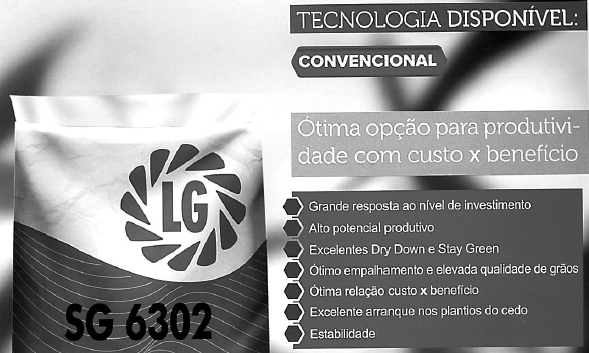 TECNOLOGIA DISPONÍVEL:
CONVENCIONAL
Ótima opção para produtivi-
dade com custo x benefício
Grande resposta ao nível de investimento
Alto potencial produtivo
Excelentes Dry Down e Stay Green
Ótimo empalhamento e elevada qualidade de grãos
Ótima relação custo x benefício
Excelente arranque nos plantios do cedo
Estabilidade
LG
SG 6302